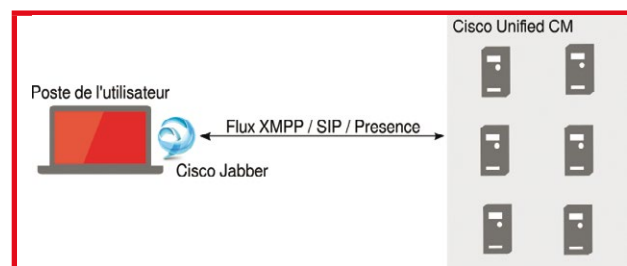 Cisco Unified CM
Poste de l'utilisateur
Flux XMPP / SIP / Presence
Cisco Jabber